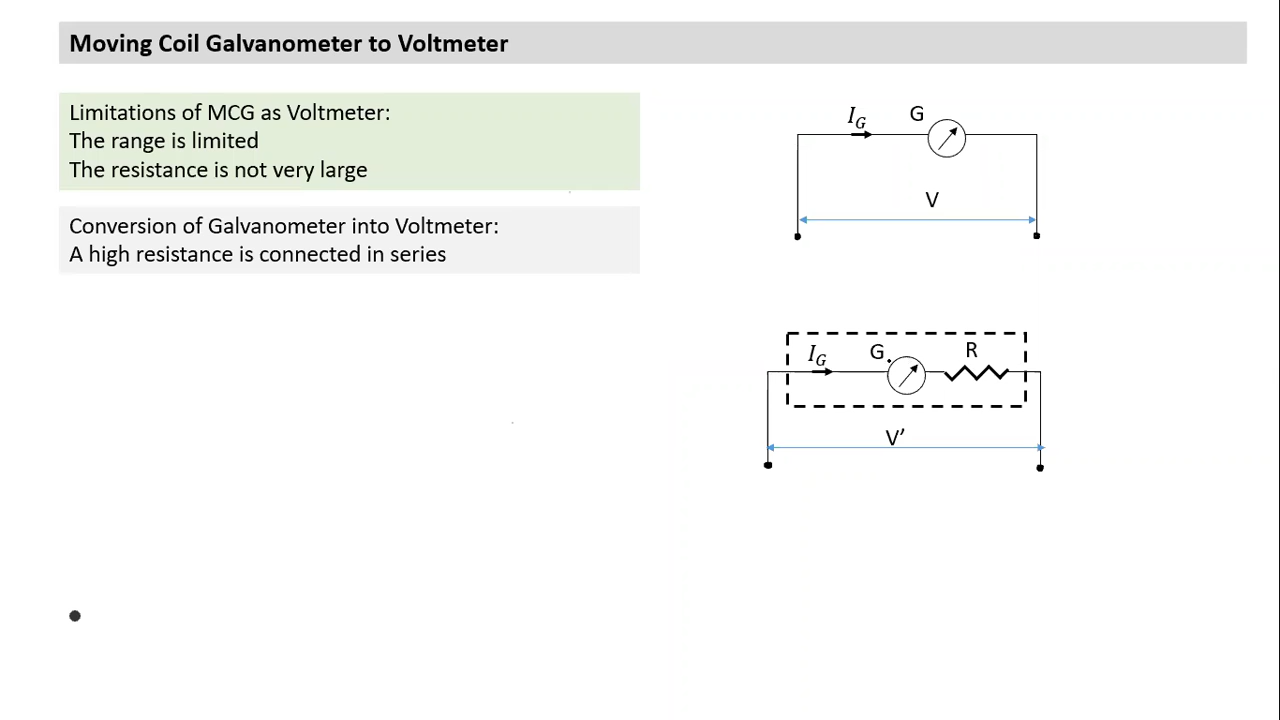 Moving Coil Galvanometer to Voltmeter
Limitations of MCG as Voltmeter:
The range is limited
The resistance is not very large
Conversion of Galvanometer into Voltmeter:
A high resistance is connected in series
I_G G
V
I_G G R
V’